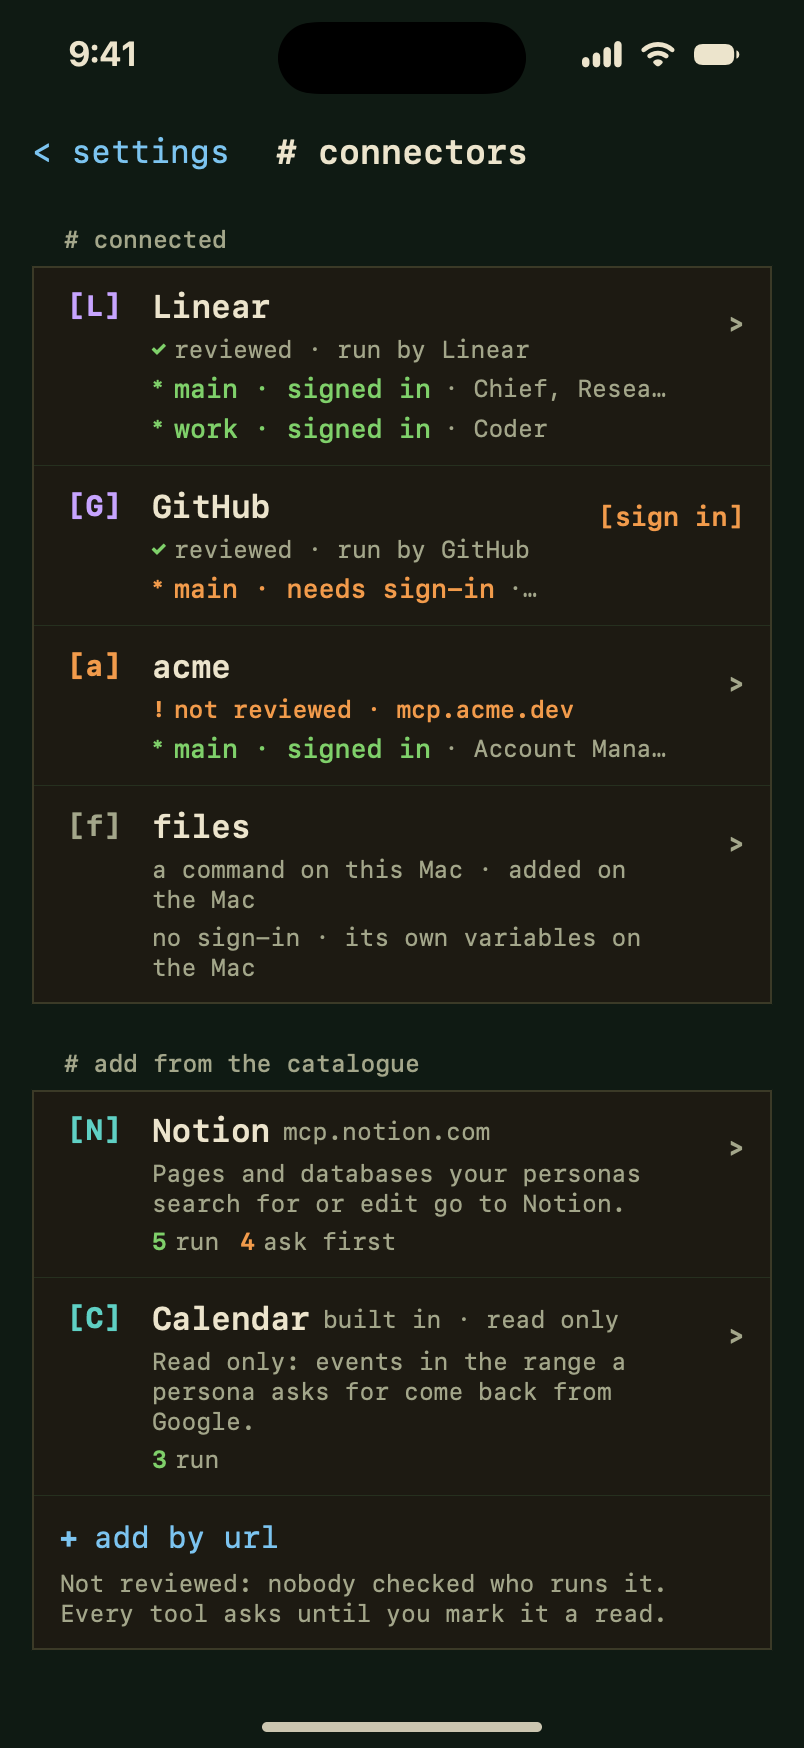 9:41
< settings # connectors
# connected
[L] Linear >
✓ reviewed · run by Linear
* main · signed in · Chief, Resea…
* work · signed in · Coder
[G] GitHub [sign in]
✓ reviewed · run by GitHub
* main · needs sign-in ·…
[a] acme >
! not reviewed · mcp.acme.dev
* main · signed in · Account Mana…
[f] files >
a command on this Mac · added on
the Mac
no sign-in · its own variables on
the Mac
# add from the catalogue
[N] Notion mcp.notion.com >
Pages and databases your personas
search for or edit go to Notion.
5 run 4 ask first
[C] Calendar built in · read only >
Read only: events in the range a
persona asks for come back from
Google.
3 run
+ add by url
Not reviewed: nobody checked who runs it.
Every tool asks until you mark it a read.